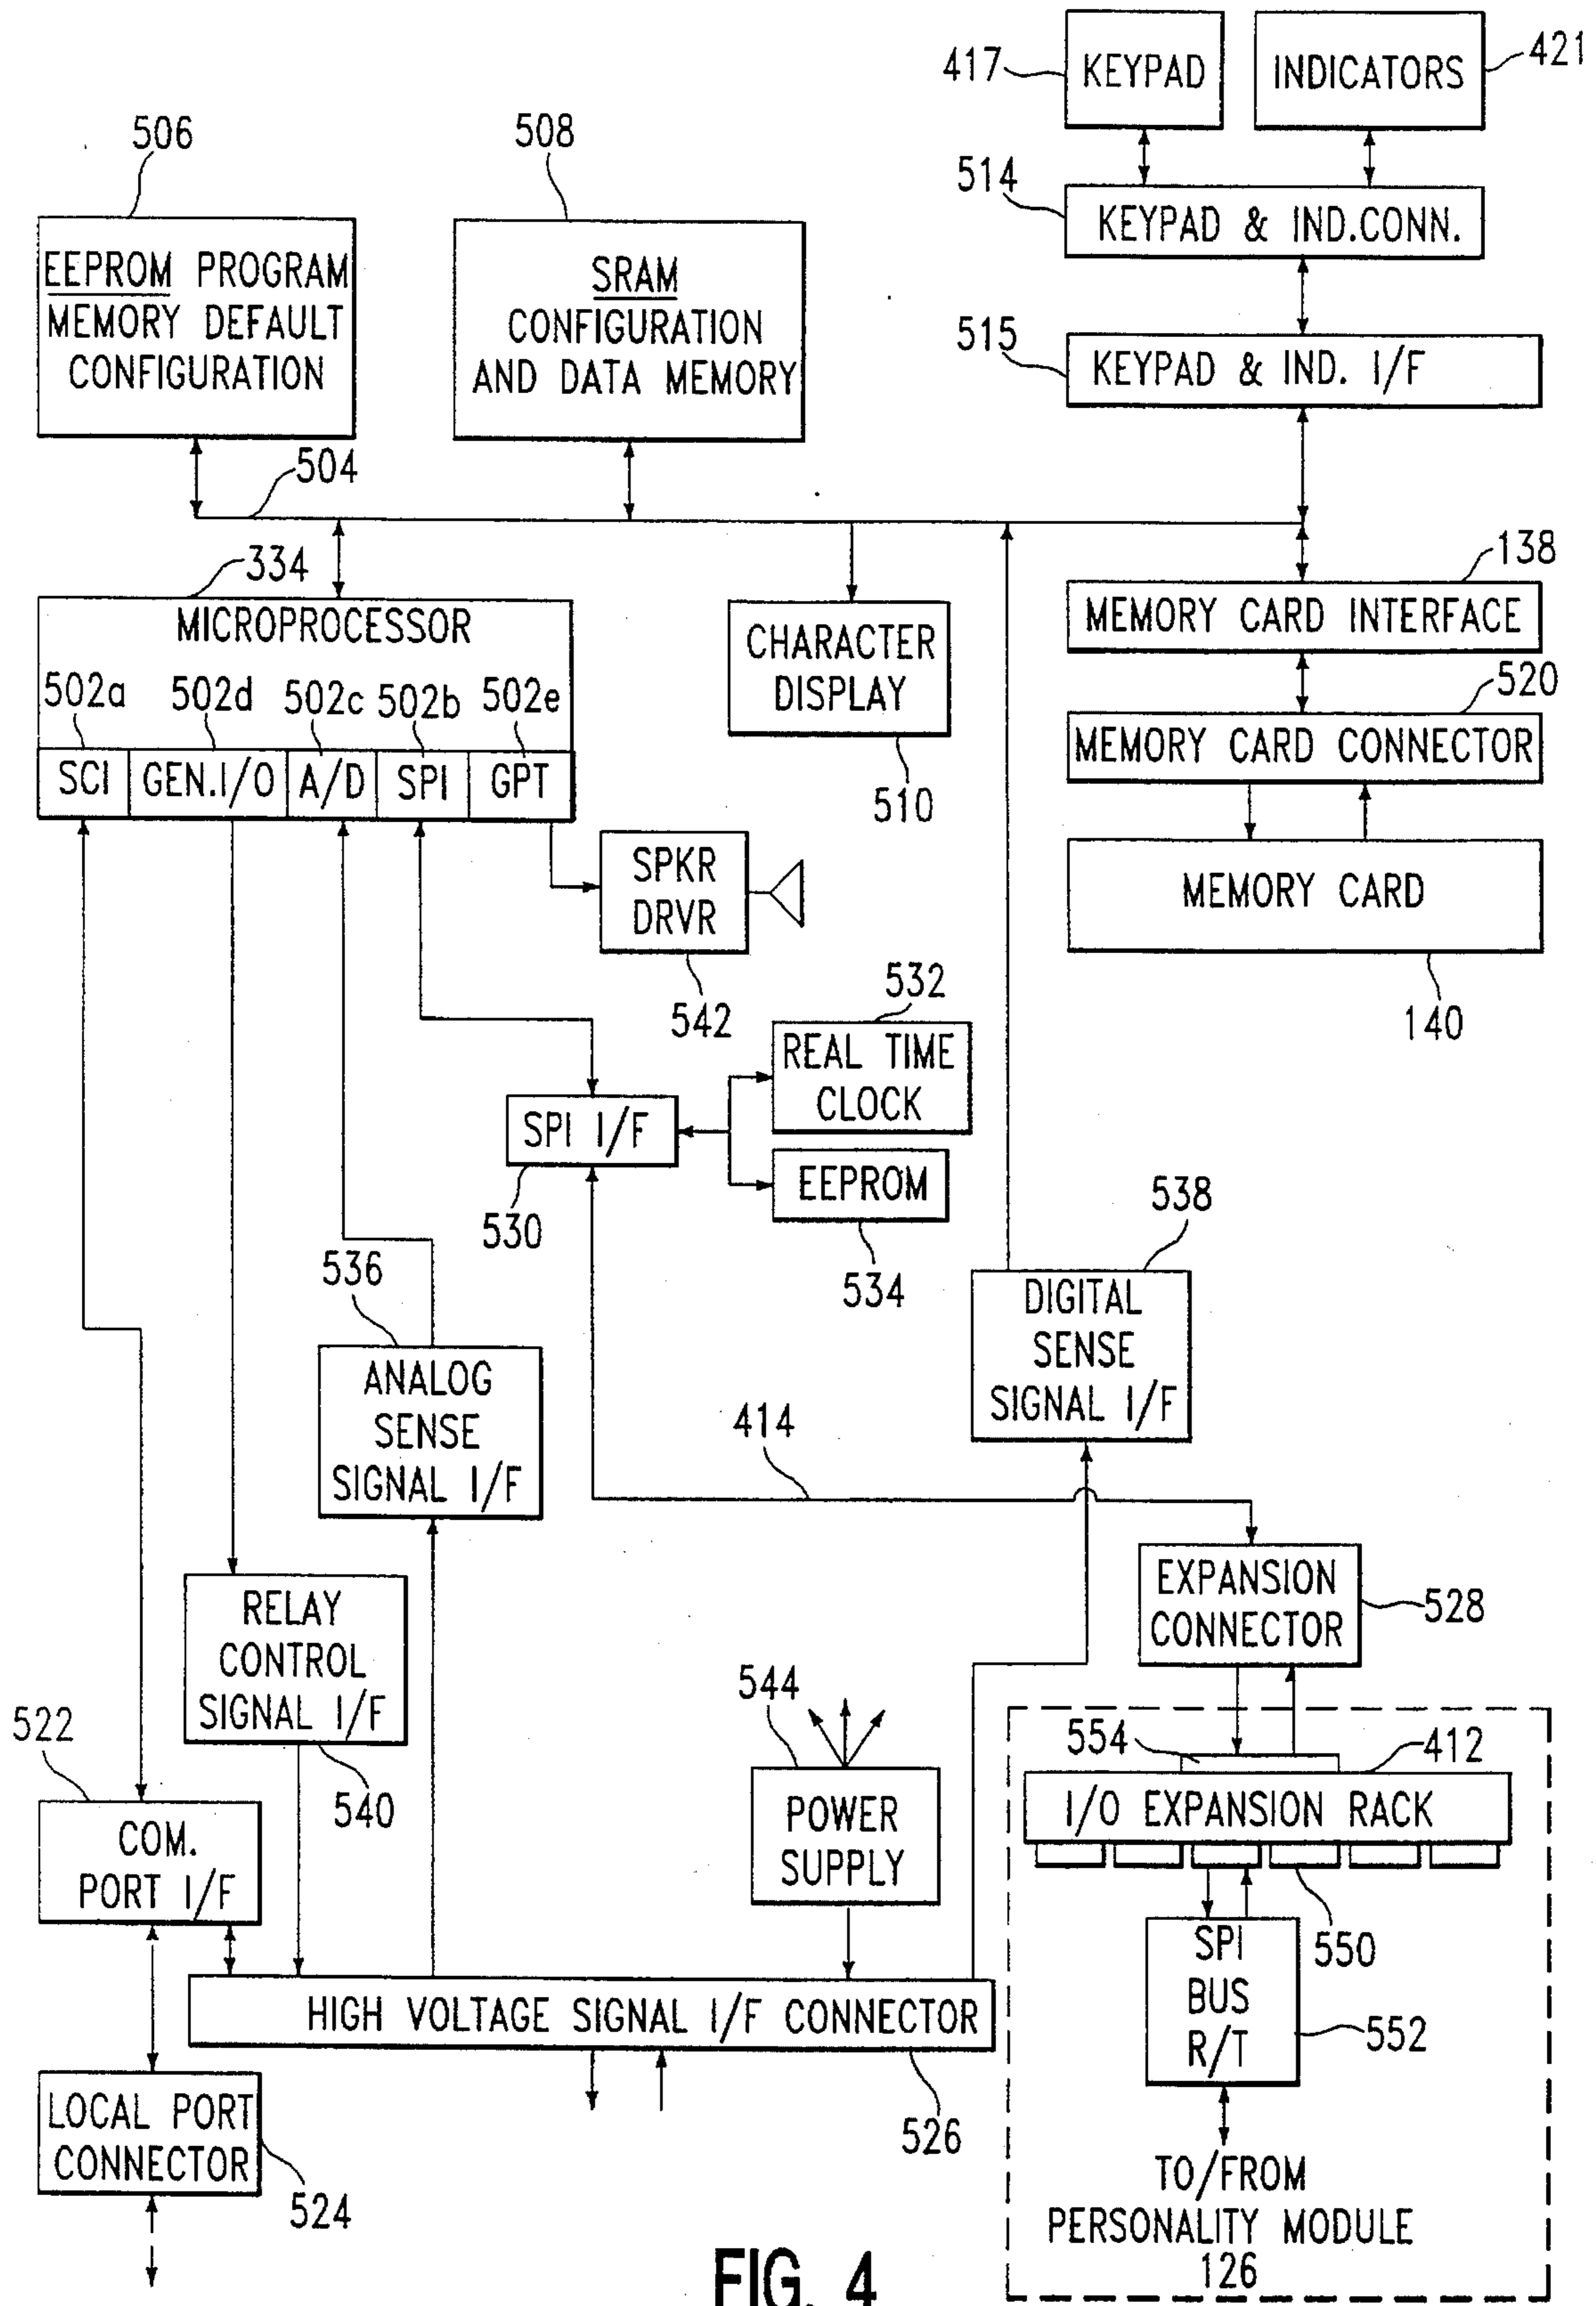 417
KEYPAD
INDICATORS
421
506
508
514
KEYPAD & IND.CONN.
EEPROM PROGRAM
MEMORY DEFAULT
CONFIGURATION
SRAM
CONFIGURATION
AND DATA MEMORY
515
KEYPAD & IND. I/F
504
334
MICROPROCESSOR
502a
502d
502c
502b
502e
SCI
GEN.I/O
A/D
SPI
GPT
CHARACTER
DISPLAY
510
138
MEMORY CARD INTERFACE
520
MEMORY CARD CONNECTOR
MEMORY CARD
140
SPKR
DRVR
542
532
REAL TIME
CLOCK
SPI I/F
530
EEPROM
534
536
ANALOG
SENSE
SIGNAL I/F
538
DIGITAL
SENSE
SIGNAL I/F
414
EXPANSION
CONNECTOR
528
RELAY
CONTROL
SIGNAL I/F
540
522
COM.
PORT I/F
544
POWER
SUPPLY
554
412
I/O EXPANSION RACK
550
SPI
BUS
R/T
552
HIGH VOLTAGE SIGNAL I/F CONNECTOR
526
LOCAL PORT
CONNECTOR
524
TO/FROM
PERSONALITY MODULE
126
FIG. 4